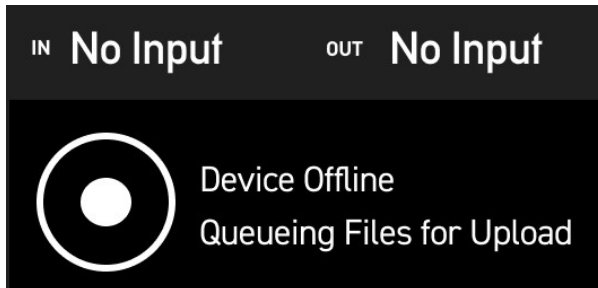 IN No Input OUT No Input
Device Offline
Queueing Files for Upload